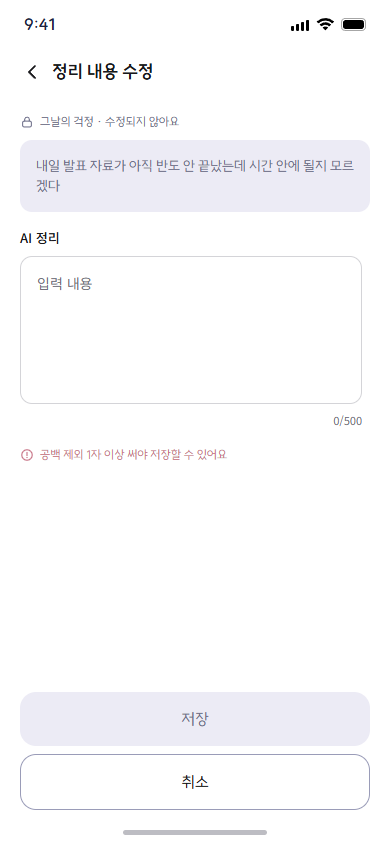 9:41
정리 내용 수정
그날의 걱정 · 수정되지 않아요
내일 발표 자료가 아직 반도 안 끝났는데 시간 안에 될지 모르
겠다
AI 정리
입력 내용
0/500
공백 제외 1자 이상 써야 저장할 수 있어요
저장
취소